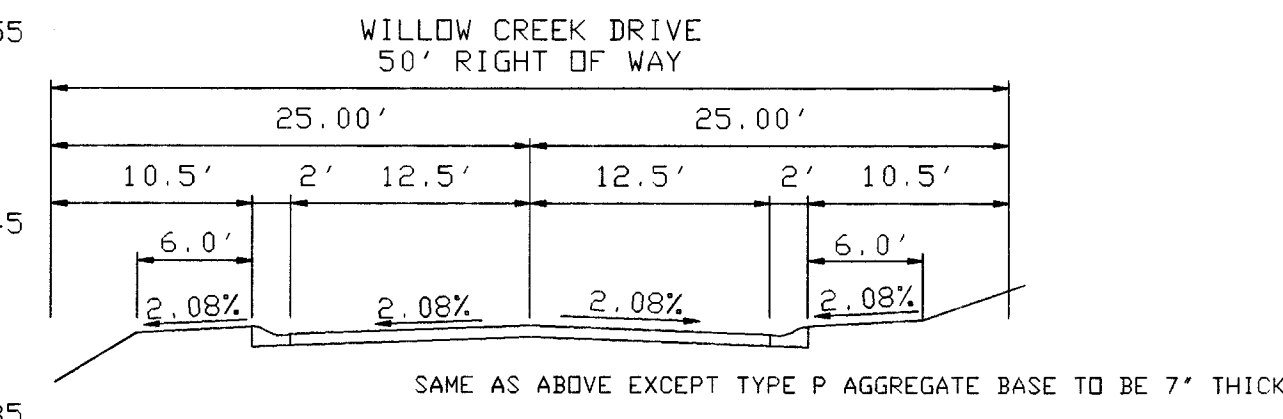 55
WILLOW CREEK DRIVE
50' RIGHT OF WAY
25.00' 25.00'
10.5' 2' 12.5' 12.5' 2' 10.5'
45
6.0' 6.0'
2.08% 2.08% 2.08% 2.08%
SAME AS ABOVE EXCEPT TYPE P AGGREGATE BASE TO BE 7" THICK
35